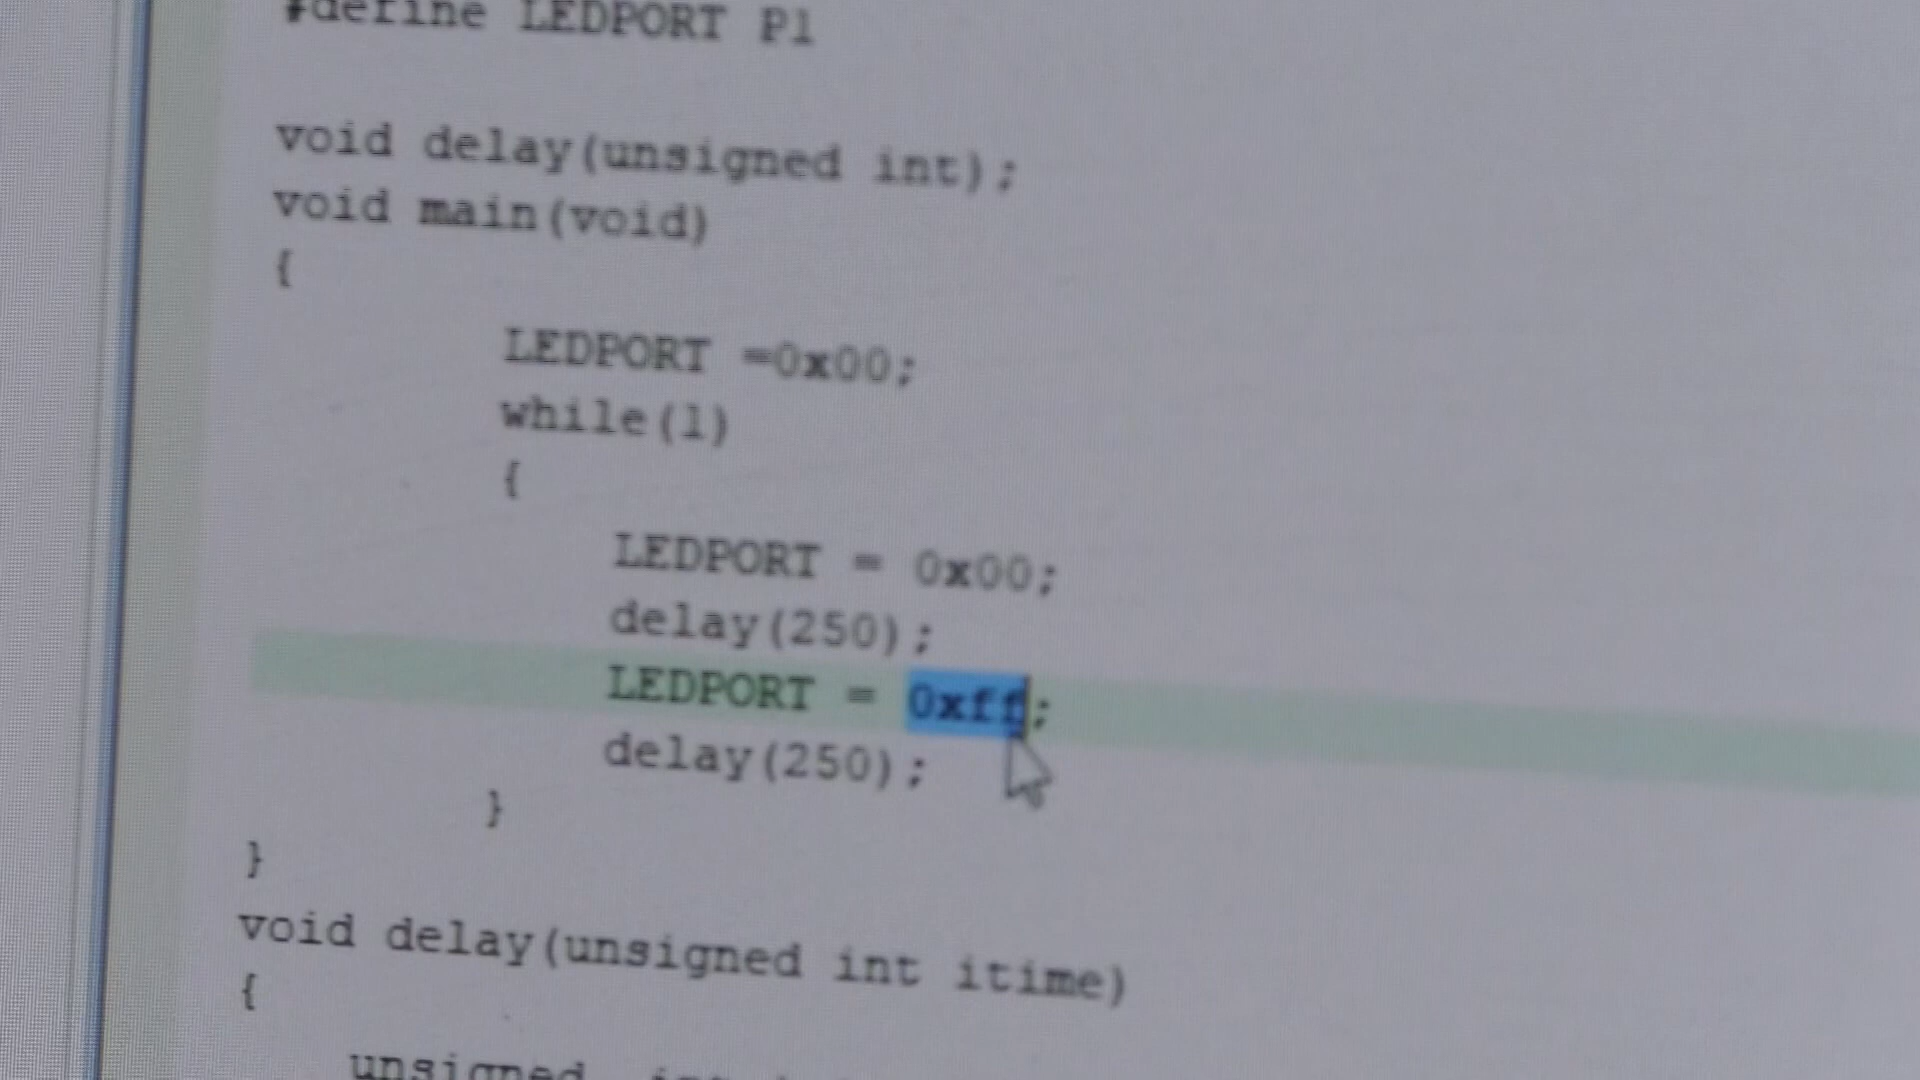 #define LEDPORT P1
void delay(unsigned int);
void main(void)
{
LEDPORT =0x00;
while(1)
{
LEDPORT = 0x00;
delay(250);
LEDPORT = 0xff;
delay(250);
}
}
void delay(unsigned int itime)
{
unsigned